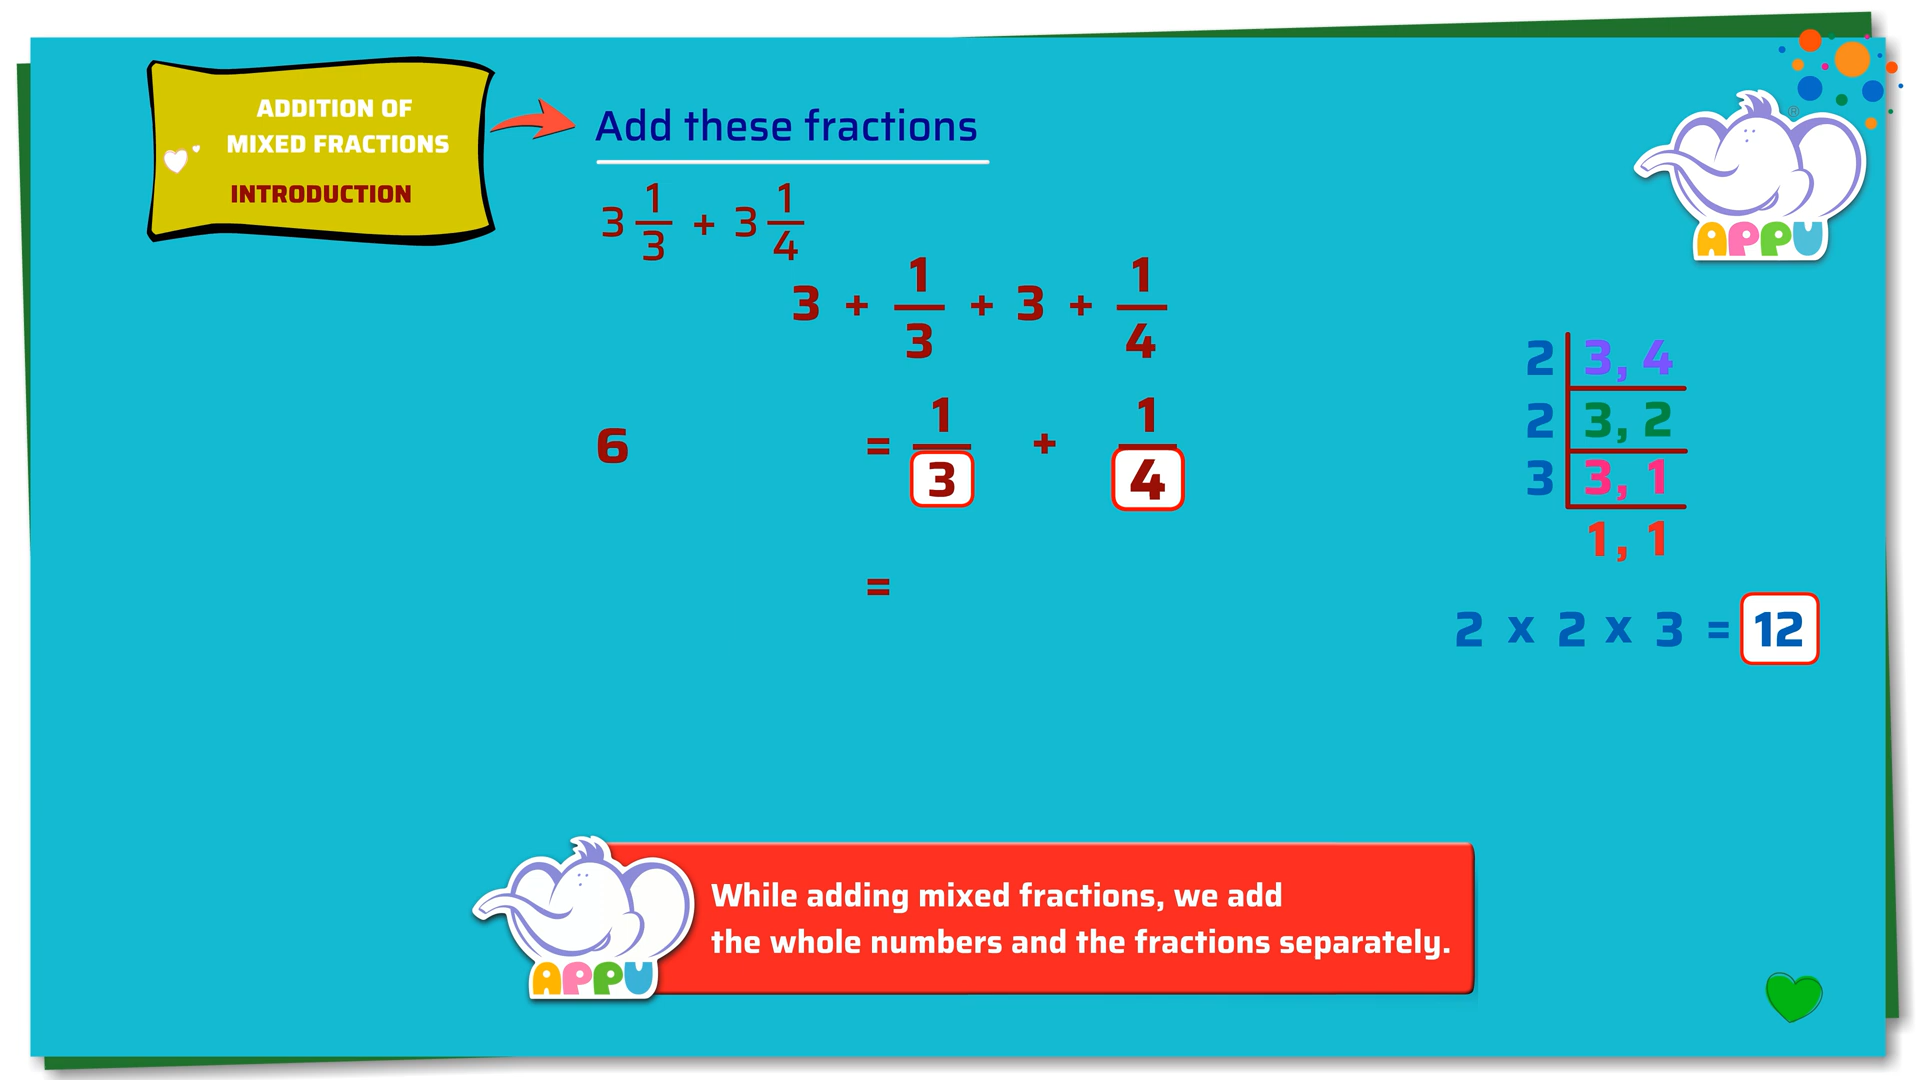 ADDITION OF
MIXED FRACTIONS
INTRODUCTION
Add these fractions
3 1/3 + 3 1/4
3 + 1/3 + 3 + 1/4
6 = 1/3 + 1/4
=
2 | 3, 4
2 | 3, 2
3 | 3, 1
1, 1
2 x 2 x 3 = 12
While adding mixed fractions, we add
the whole numbers and the fractions separately.
APPU
APPU
®